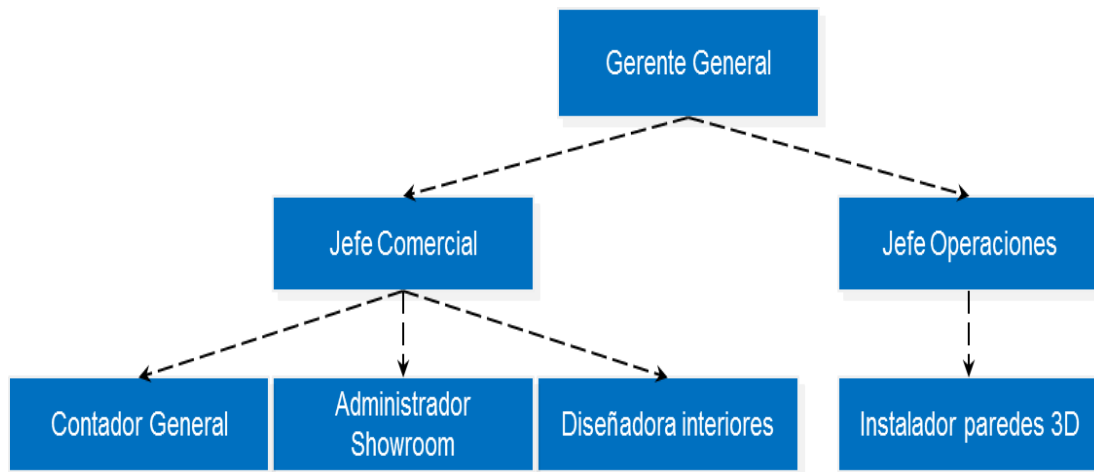 Gerente General
Jefe Comercial
Jefe Operaciones
Contador General
Administrador
Showroom
Diseñadora interiores
Instalador paredes 3D